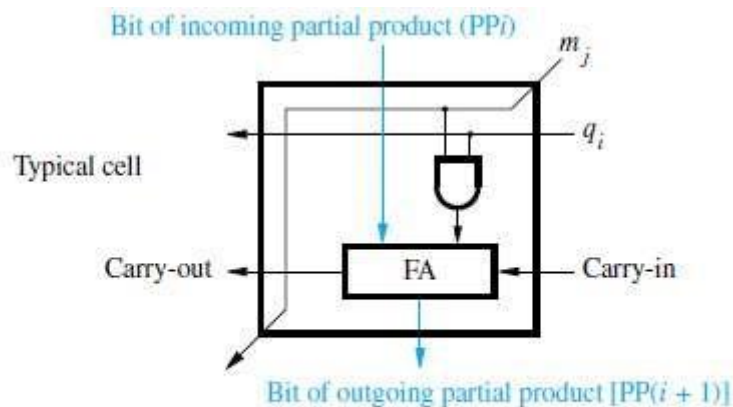 Bit of incoming partial product (PPi)
m j
q i
Typical cell
Carry-out
FA
Carry-in
Bit of outgoing partial product [PP(i + 1)]